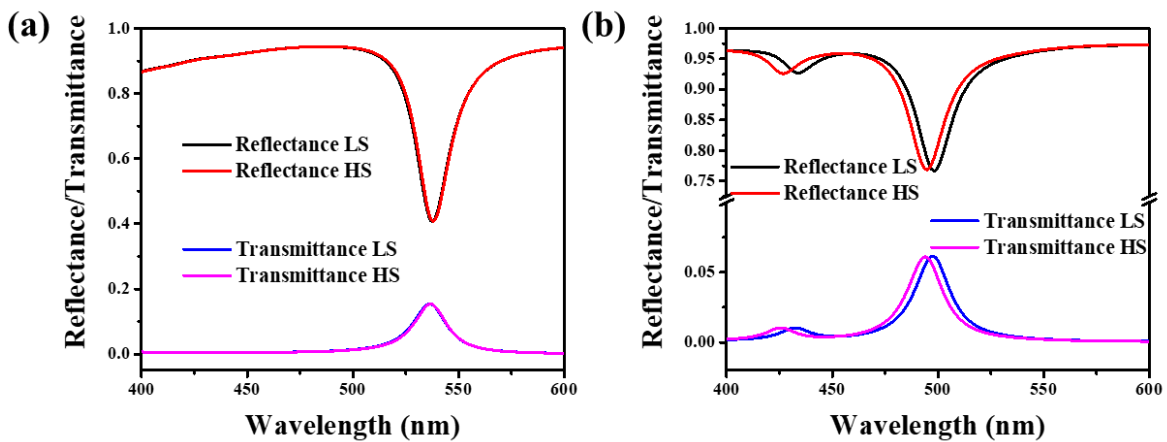 (a)
Reflectance/Transmittance
1.0
0.8
0.6
0.4
0.2
0.0
Reflectance LS
Reflectance HS
Transmittance LS
Transmittance HS
400 450 500 550 600
Wavelength (nm)
(b)
Reflectance/Transmittance
1.00
0.95
0.90
0.85
0.80
0.75
0.05
0.00
Reflectance LS
Reflectance HS
Transmittance LS
Transmittance HS
400 450 500 550 600
Wavelength (nm)